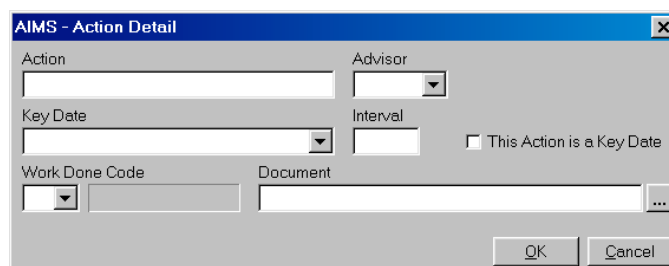 AIMS - Action Detail
Action Advisor
Key Date Interval
This Action is a Key Date
Work Done Code Document
...
OK Cancel